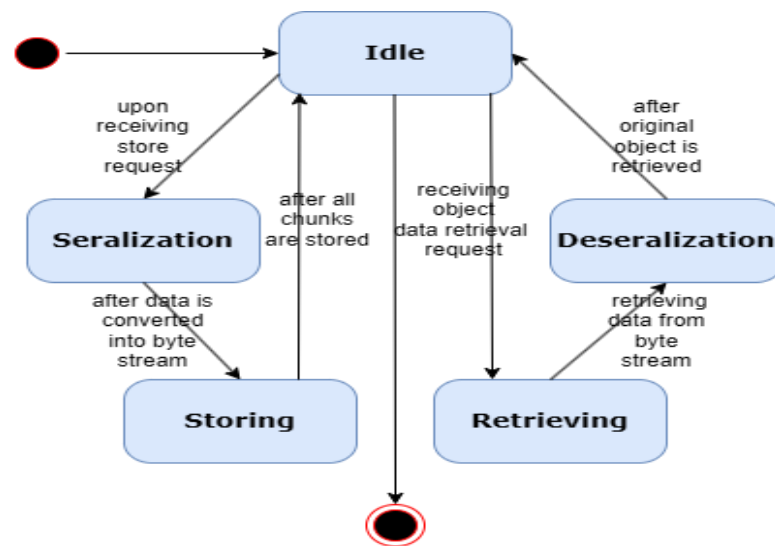 Idle
upon
receiving
store
request
after
original
object is
retrieved
after all
chunks
are stored
receiving
object
data retrieval
request
Seralization
Deseralization
after data is
converted
into byte
stream
retrieving
data from
byte
stream
Storing
Retrieving